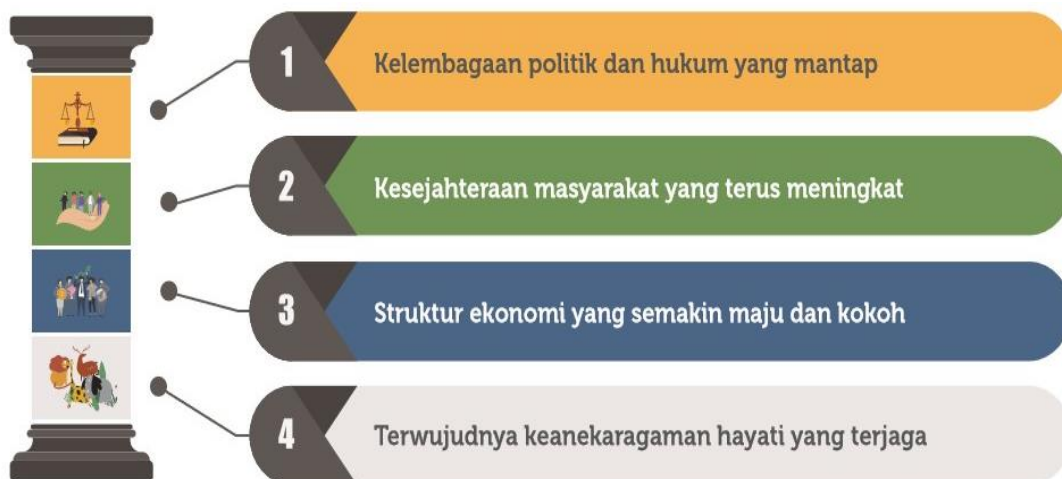 1
Kelembagaan politik dan hukum yang mantap
2
Kesejahteraan masyarakat yang terus meningkat
3
Struktur ekonomi yang semakin maju dan kokoh
4
Terwujudnya keanekaragaman hayati yang terjaga